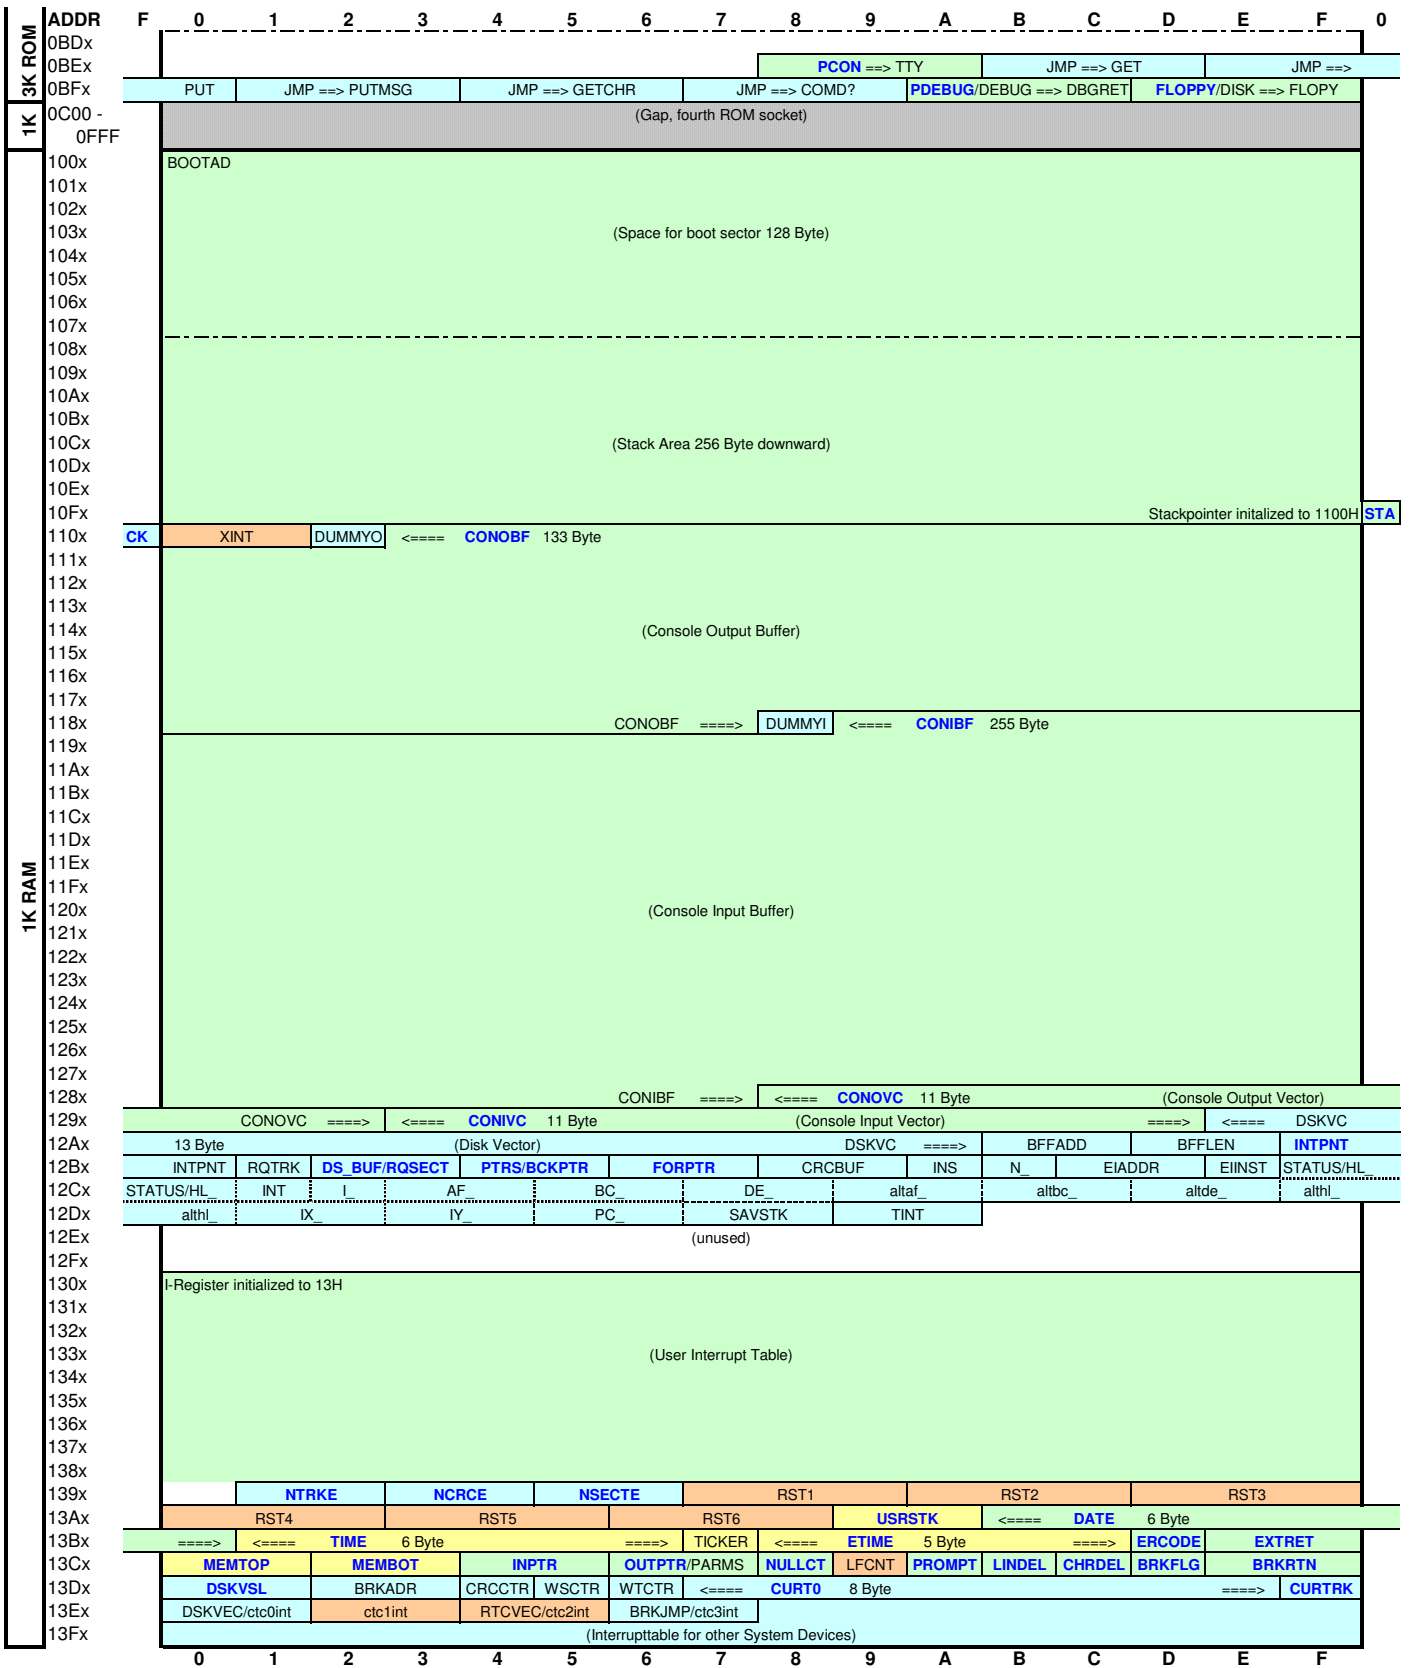 ADDR F 0 1 2 3 4 5 6 7 8 9 A B C D E F 0
3K ROM
0BDx
0BEx PCON ==> TTY JMP ==> GET JMP ==>
0BFx PUT JMP ==> PUTMSG JMP ==> GETCHR JMP ==> COMD? PDEBUG/DEBUG ==> DBGRET FLOPPY/DISK ==> FLOPY
1K
0C00 - (Gap, fourth ROM socket)
0FFF
1K RAM
100x BOOTAD
101x
102x
103x (Space for boot sector 128 Byte)
104x
105x
106x
107x
108x
109x
10Ax
10Bx
10Cx (Stack Area 256 Byte downward)
10Dx
10Ex
10Fx Stackpointer initalized to 1100H STA
110x CK XINT DUMMYO <==== CONOBF 133 Byte
111x
112x
113x
114x (Console Output Buffer)
115x
116x
117x
118x CONOBF ====> DUMMYI <==== CONIBF 255 Byte
119x
11Ax
11Bx
11Cx
11Dx
11Ex
11Fx
120x (Console Input Buffer)
121x
122x
123x
124x
125x
126x
127x
128x CONIBF ====> <==== CONOVC 11 Byte (Console Output Vector)
129x CONOVC ====> <==== CONIVC 11 Byte (Console Input Vector) ====> <==== DSKVC
12Ax 13 Byte (Disk Vector) DSKVC ====> BFFADD BFFLEN INTPNT
12Bx INTPNT RQTRK DS_BUF/RQSECT PTRS/BCKPTR FORPTR CRCBUF INS N_ EIADDR EIINST STATUS/HL_
12Cx STATUS/HL_ INT I_ AF_ BC_ DE_ altaf_ altbc_ altde_ althl_
12Dx althl_ IX_ IY_ PC_ SAVSTK TINT
12Ex (unused)
12Fx
130x I-Register initialized to 13H
131x
132x
133x (User Interrupt Table)
134x
135x
136x
137x
138x
139x NTRKE NCRCE NSECTE RST1 RST2 RST3
13Ax RST4 RST5 RST6 USRSTK <==== DATE 6 Byte
13Bx ====> <==== TIME 6 Byte ====> TICKER <==== ETIME 5 Byte ====> ERCODE EXTRET
13Cx MEMTOP MEMBOT INPTR OUTPTR/PARMS NULLCT LFCNT PROMPT LINDEL CHRDEL BRKFLG BRKRTN
13Dx DSKVSL BRKADR CRCCTR WSCTR WTCTR <==== CURT0 8 Byte ====> CURTRK
13Ex DSKVEC/ctc0int ctc1int RTCVEC/ctc2int BRKJMP/ctc3int
13Fx (Interrupttable for other System Devices)
0 1 2 3 4 5 6 7 8 9 A B C D E F